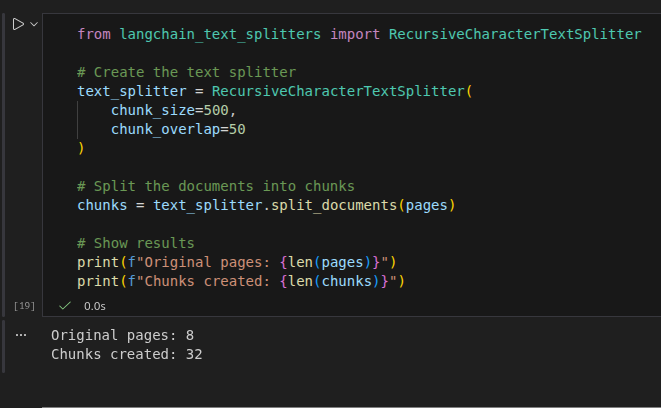 from langchain_text_splitters import RecursiveCharacterTextSplitter
# Create the text splitter
text_splitter = RecursiveCharacterTextSplitter(
    chunk_size=500,
    chunk_overlap=50
)
# Split the documents into chunks
chunks = text_splitter.split_documents(pages)
# Show results
print(f"Original pages: {len(pages)}")
print(f"Chunks created: {len(chunks)}")
[19] 0.0s
... Original pages: 8
Chunks created: 32